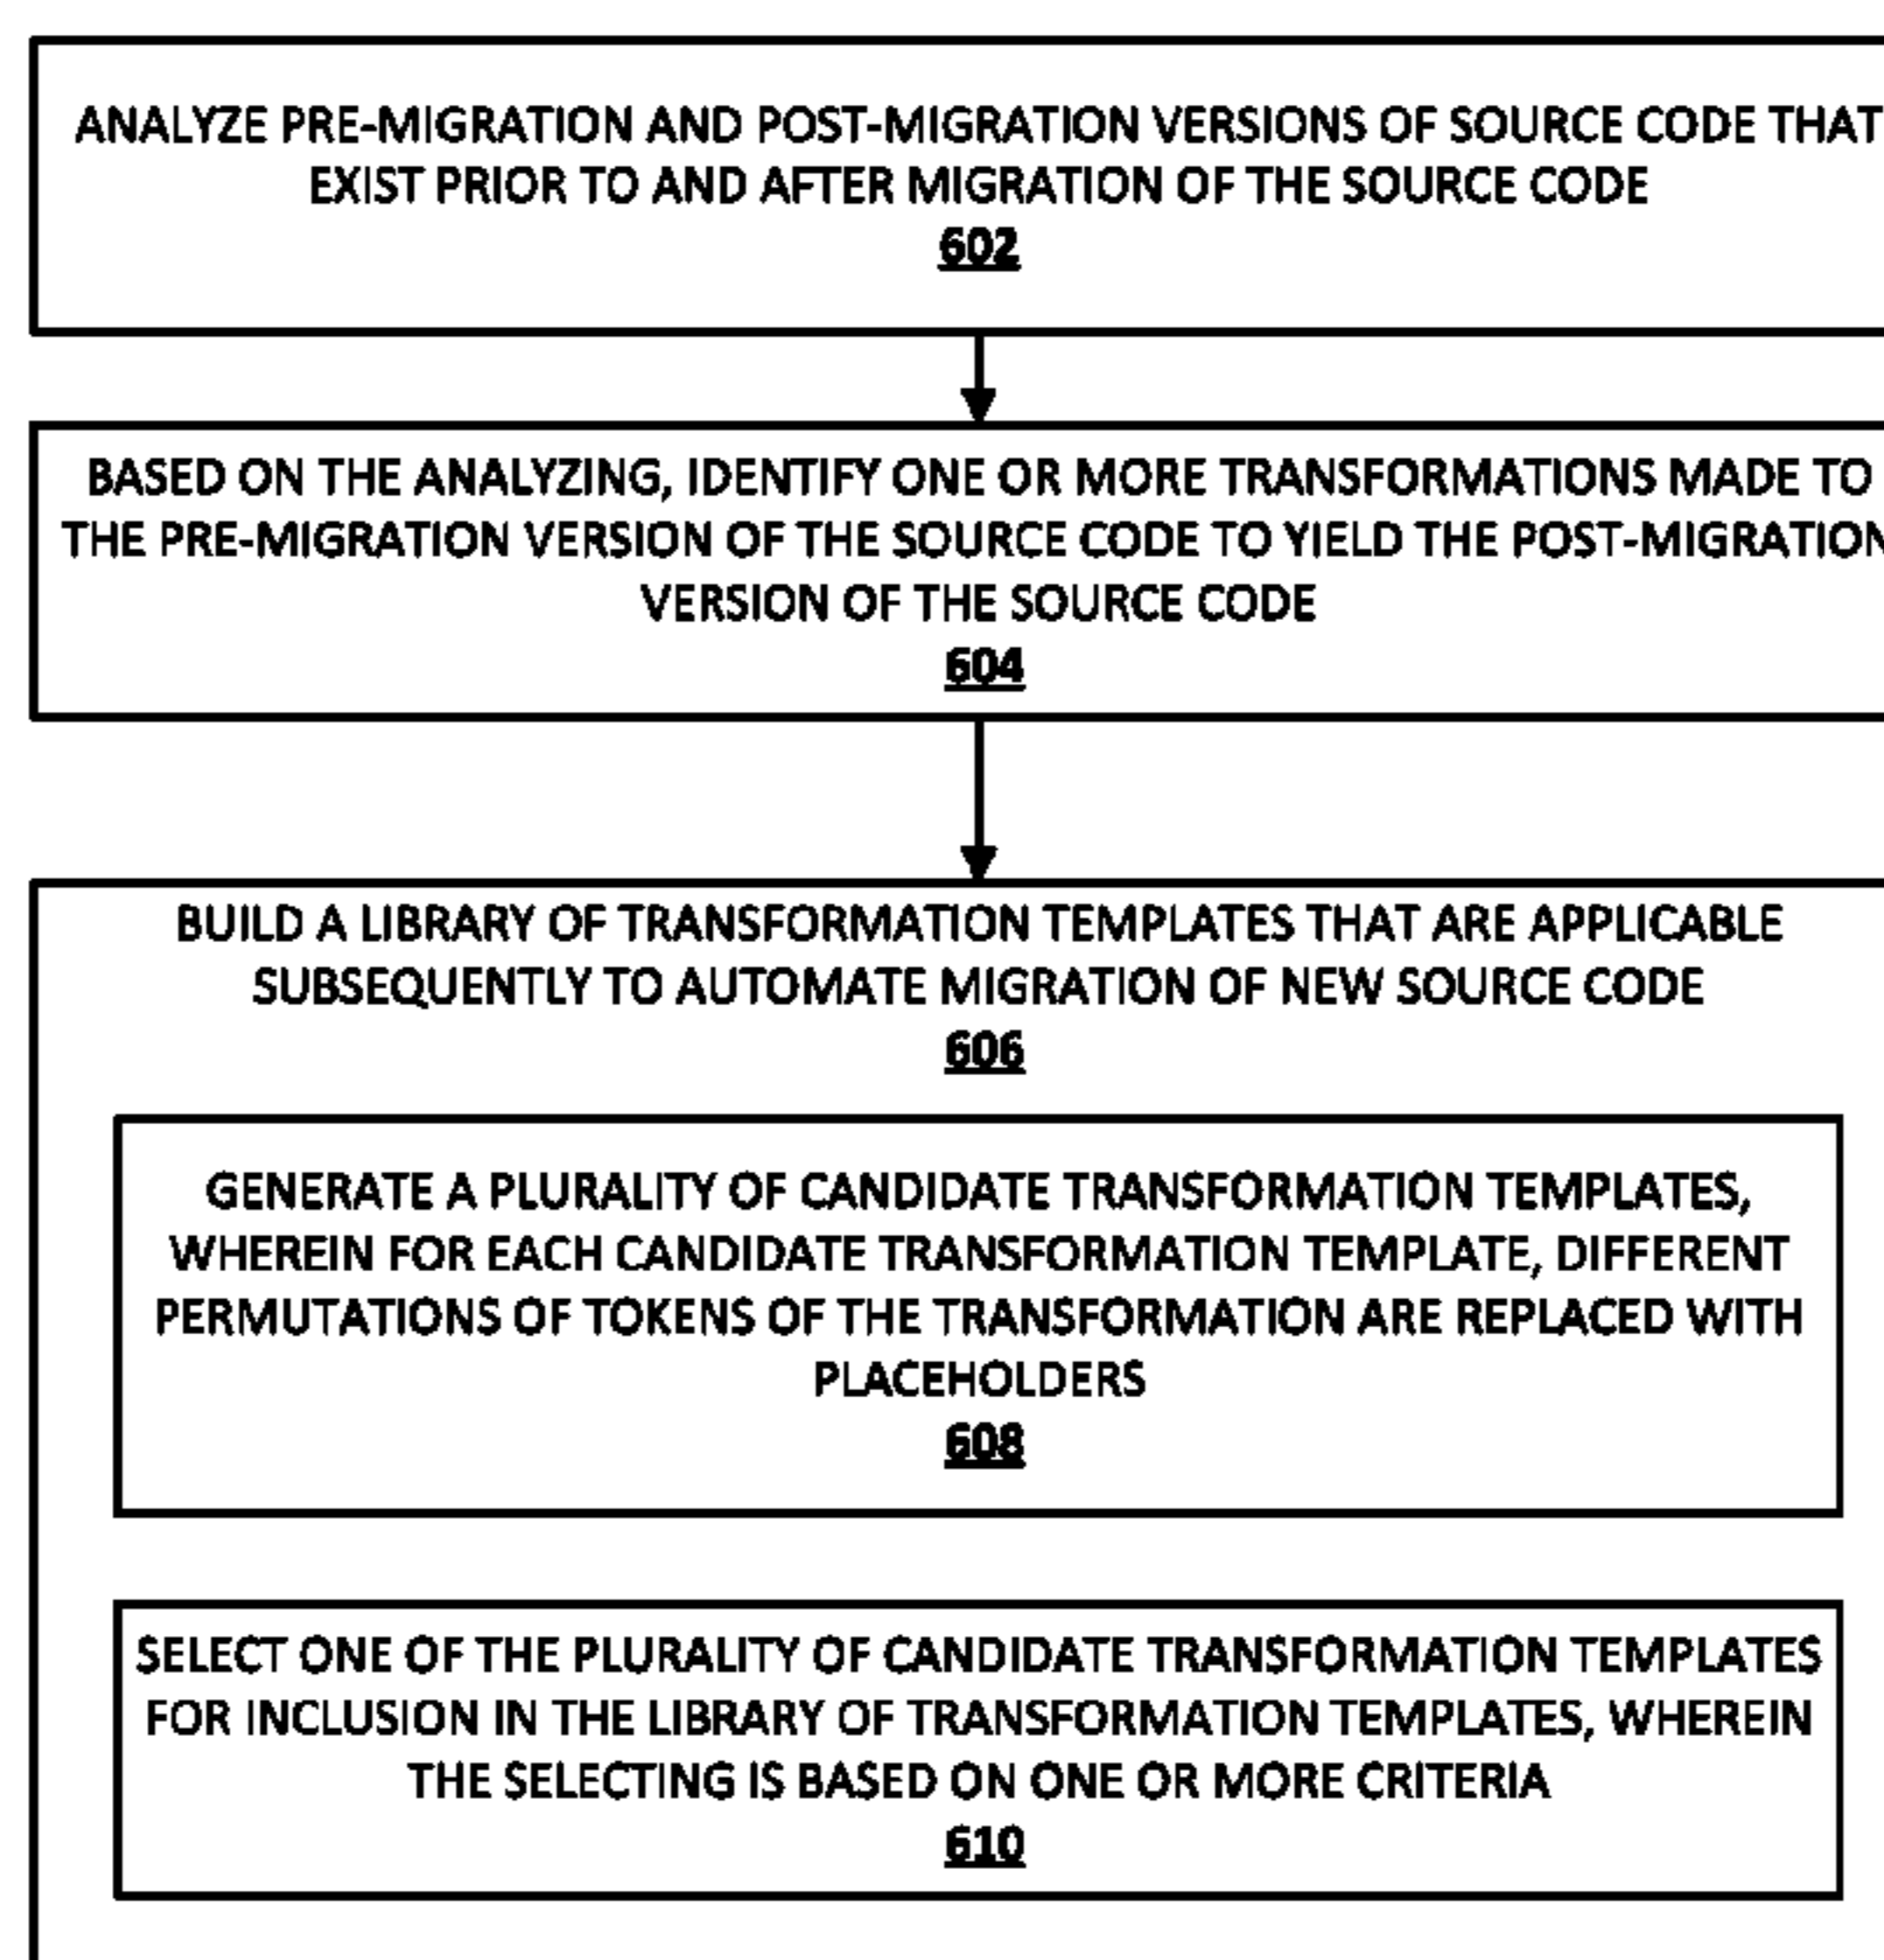 ANALYZE PRE-MIGRATION AND POST-MIGRATION VERSIONS OF SOURCE CODE THAT
EXIST PRIOR TO AND AFTER MIGRATION OF THE SOURCE CODE
602
BASED ON THE ANALYZING, IDENTIFY ONE OR MORE TRANSFORMATIONS MADE TO
THE PRE-MIGRATION VERSION OF THE SOURCE CODE TO YIELD THE POST-MIGRATION
VERSION OF THE SOURCE CODE
604
BUILD A LIBRARY OF TRANSFORMATION TEMPLATES THAT ARE APPLICABLE
SUBSEQUENTLY TO AUTOMATE MIGRATION OF NEW SOURCE CODE
606
GENERATE A PLURALITY OF CANDIDATE TRANSFORMATION TEMPLATES,
WHEREIN FOR EACH CANDIDATE TRANSFORMATION TEMPLATE, DIFFERENT
PERMUTATIONS OF TOKENS OF THE TRANSFORMATION ARE REPLACED WITH
PLACEHOLDERS
608
SELECT ONE OF THE PLURALITY OF CANDIDATE TRANSFORMATION TEMPLATES
FOR INCLUSION IN THE LIBRARY OF TRANSFORMATION TEMPLATES, WHEREIN
THE SELECTING IS BASED ON ONE OR MORE CRITERIA
610